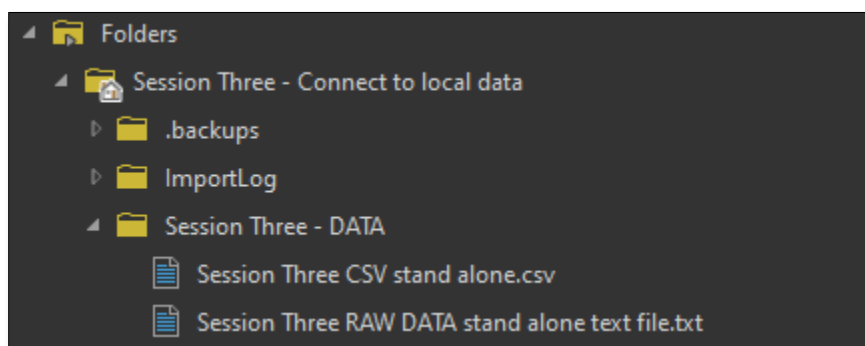 Folders
Session Three - Connect to local data
.backups
ImportLog
Session Three - DATA
Session Three CSV stand alone.csv
Session Three RAW DATA stand alone text file.txt